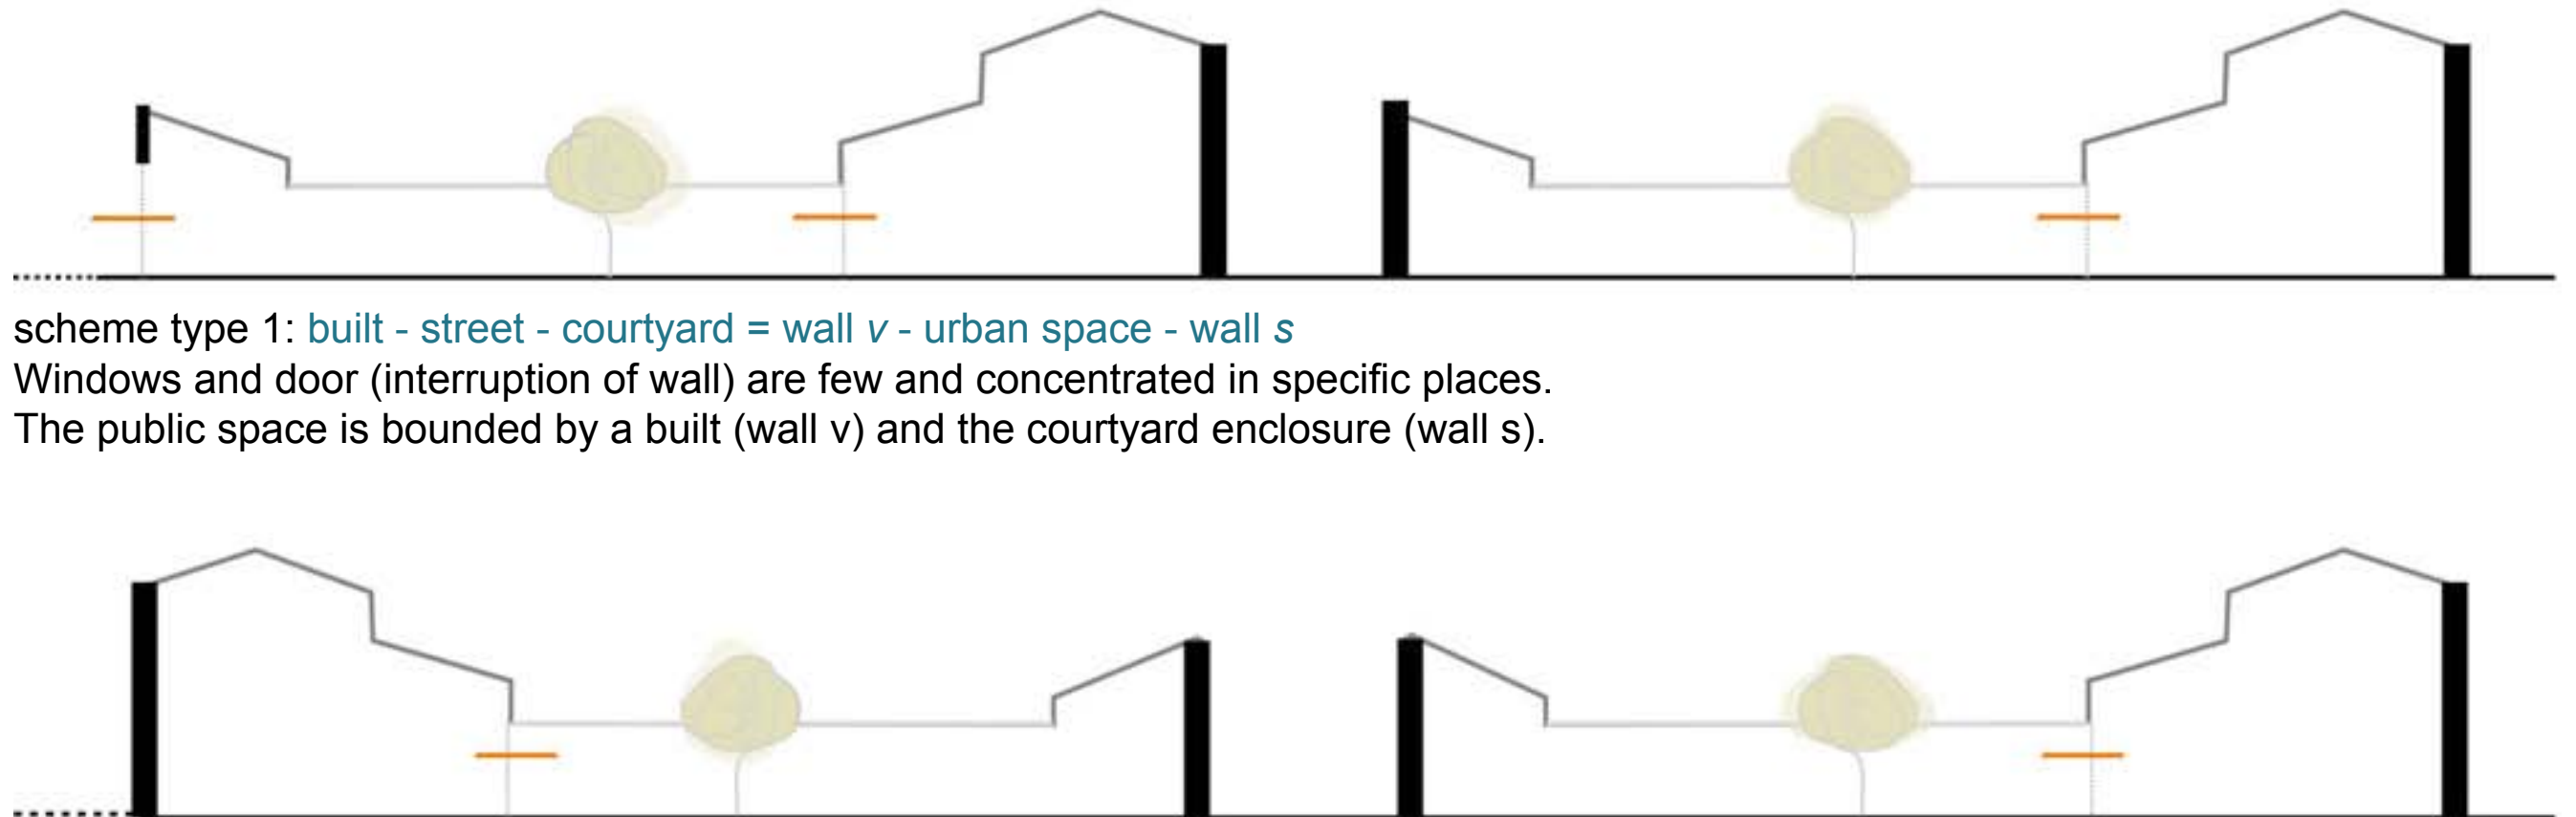 scheme type 1: built - street - courtyard = wall v - urban space - wall s
Windows and door (interruption of wall) are few and concentrated in specific places.
The public space is bounded by a built (wall v) and the courtyard enclosure (wall s).